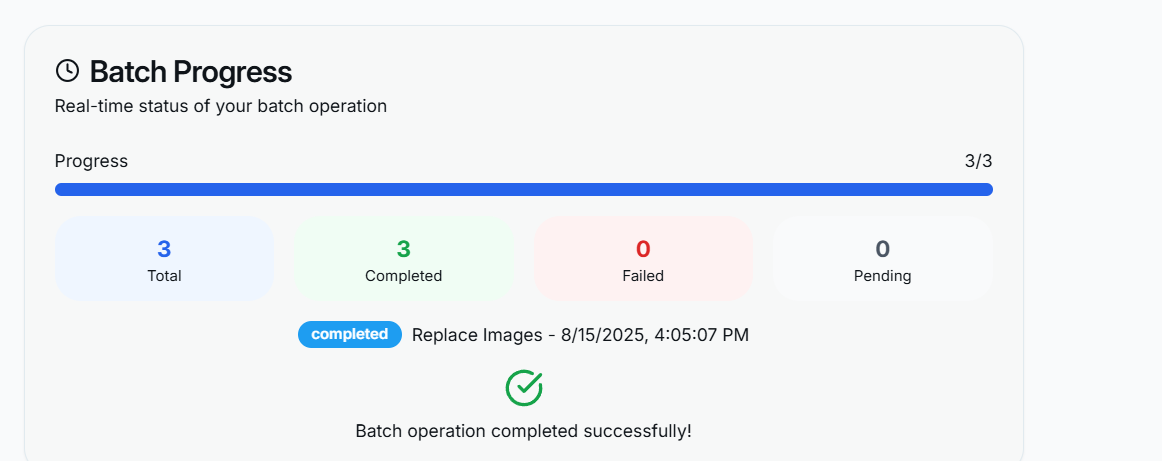 Batch Progress
Real-time status of your batch operation
Progress 3/3
3 3 0 0
Total Completed Failed Pending
completed Replace Images - 8/15/2025, 4:05:07 PM
Batch operation completed successfully!